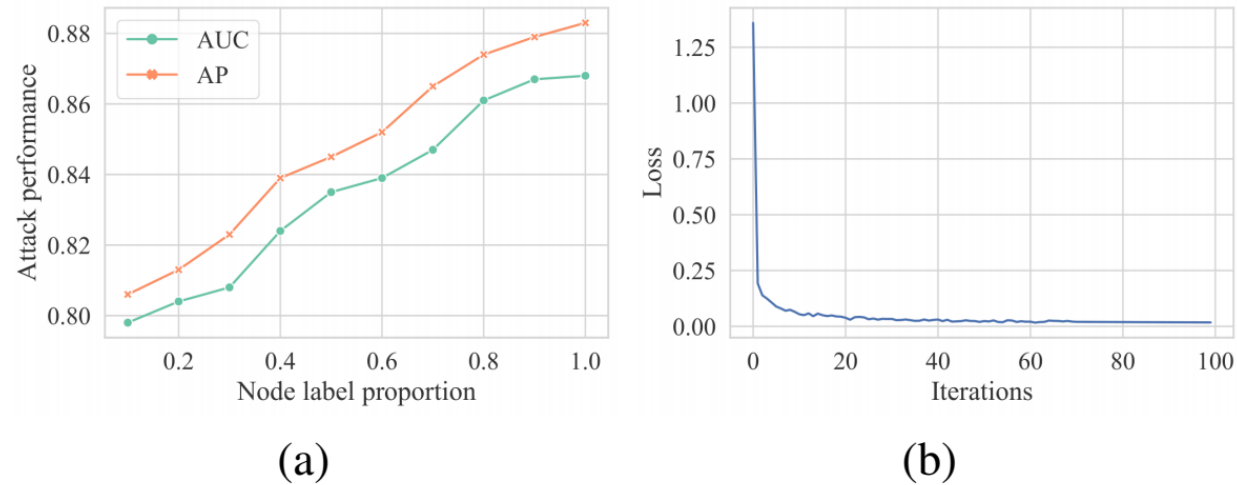 Attack performance
0.88
0.86
0.84
0.82
0.80
AUC
AP
0.2 0.4 0.6 0.8 1.0
Node label proportion
(a)
Loss
1.25
1.00
0.75
0.50
0.25
0.00
0 20 40 60 80 100
Iterations
(b)